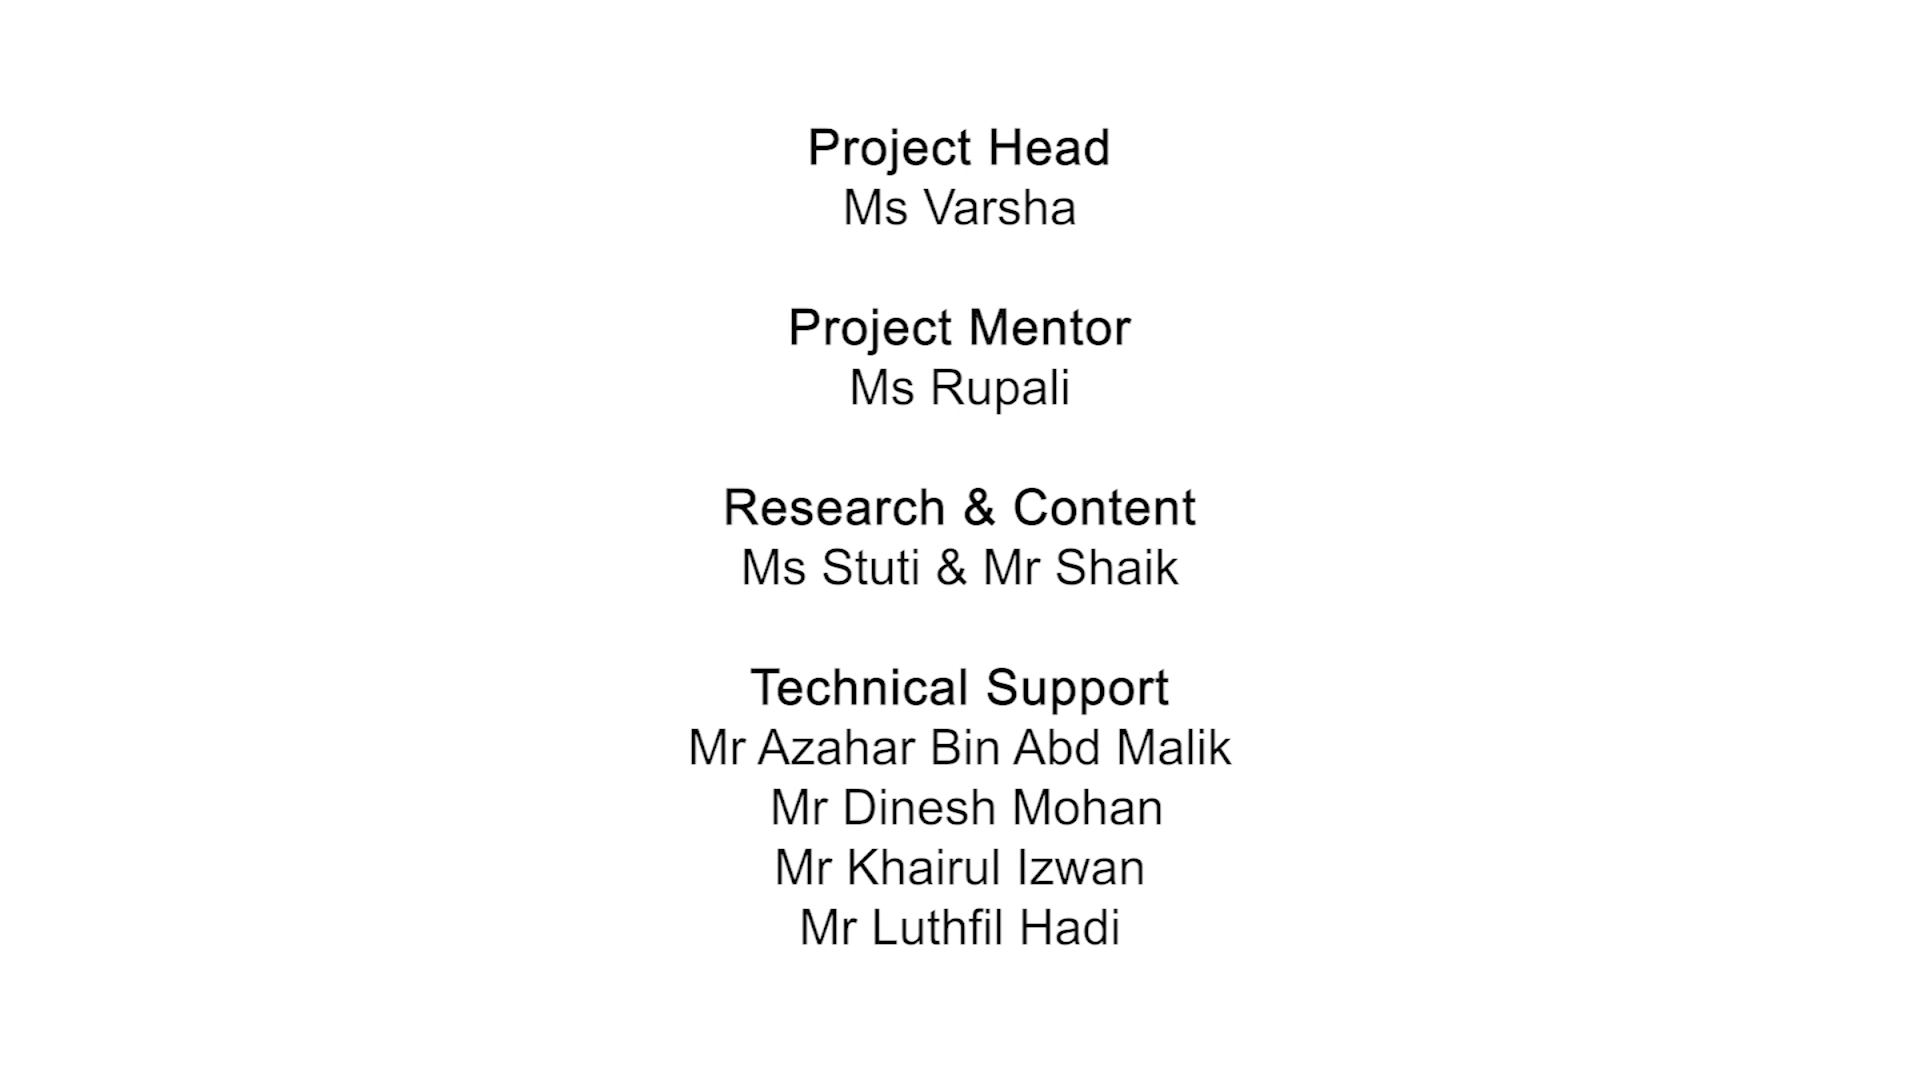 Project Head
Ms Varsha
Project Mentor
Ms Rupali
Research & Content
Ms Stuti & Mr Shaik
Technical Support
Mr Azahar Bin Abd Malik
Mr Dinesh Mohan
Mr Khairul Izwan
Mr Luthfil Hadi